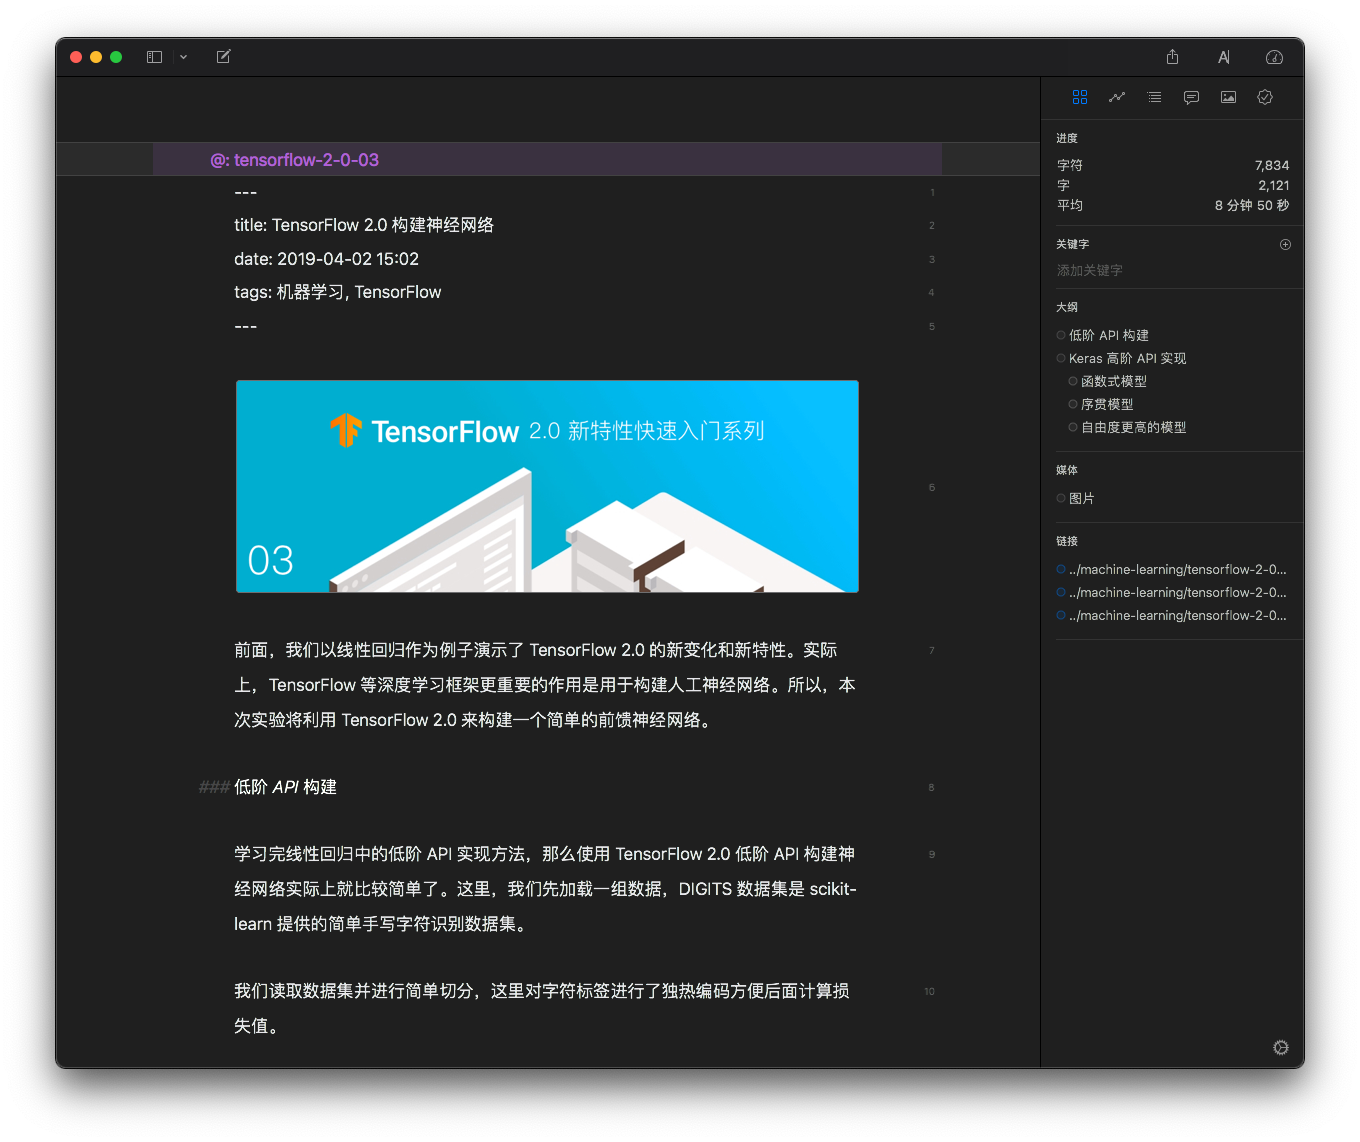 @: tensorflow-2-0-03
---
1
title: TensorFlow 2.0 构建神经网络
2
date: 2019-04-02 15:02
3
tags: 机器学习, TensorFlow
4
---
5
TensorFlow 2.0 新特性快速入门系列
03
6
前面，我们以线性回归作为例子演示了 TensorFlow 2.0 的新变化和新特性。实际
7
上，TensorFlow 等深度学习框架更重要的作用是用于构建人工神经网络。所以，本
次实验将利用 TensorFlow 2.0 来构建一个简单的前馈神经网络。
### 低阶 API 构建
8
学习完线性回归中的低阶 API 实现方法，那么使用 TensorFlow 2.0 低阶 API 构建神
9
经网络实际上就比较简单了。这里，我们先加载一组数据，DIGITS 数据集是 scikit-
learn 提供的简单手写字符识别数据集。
我们读取数据集并进行简单切分，这里对字符标签进行了独热编码方便后面计算损
10
失值。
进度
字符 7,834
字 2,121
平均 8 分钟 50 秒
关键字
添加关键字
大纲
低阶 API 构建
Keras 高阶 API 实现
函数式模型
序贯模型
自由度更高的模型
媒体
图片
链接
../machine-learning/tensorflow-2-0...
../machine-learning/tensorflow-2-0...
../machine-learning/tensorflow-2-0...